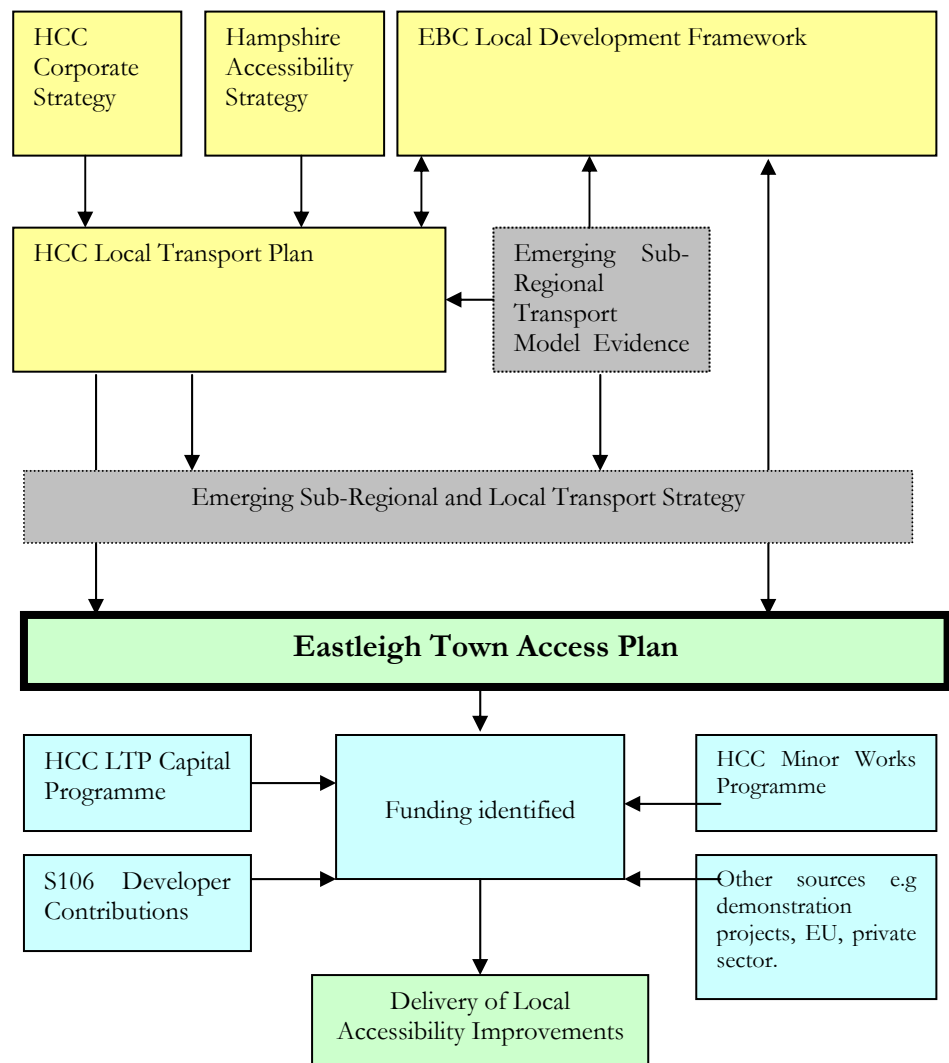 HCC
Corporate
Strategy
Hampshire
Accessibility
Strategy
EBC Local Development Framework
HCC Local Transport Plan
Emerging Sub-
Regional
Transport
Model Evidence
Emerging Sub-Regional and Local Transport Strategy
Eastleigh Town Access Plan
HCC LTP Capital
Programme
Funding identified
HCC Minor Works
Programme
S106 Developer
Contributions
Other sources e.g
demonstration
projects, EU, private
sector.
Delivery of Local
Accessibility Improvements